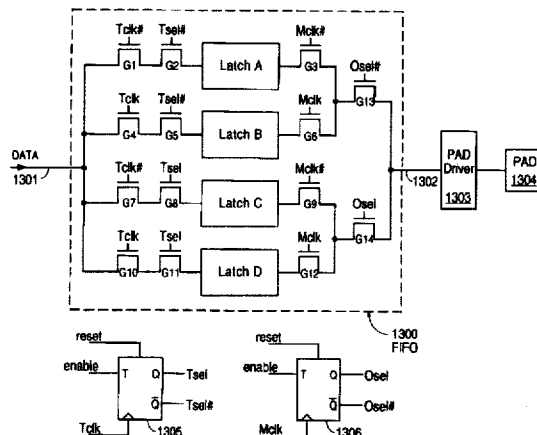 Tclk# Tsel# Mclk#
G1 G2 Latch A G3 Osel#
Tclk Tsel# Mclk G13
G4 G5 Latch B G6
DATA
1301
Tclk# Tsel Mclk#
G7 G8 Latch C G9 Osel
1302
PAD Driver 1303
PAD 1304
Tclk Tsel Mclk G14
G10 G11 Latch D G12
1300
FIFO
reset
enable T Q Tsel
Q Tsel#
Tclk 1305
reset
enable T Q Osel
Q Osel#
Mclk 1306